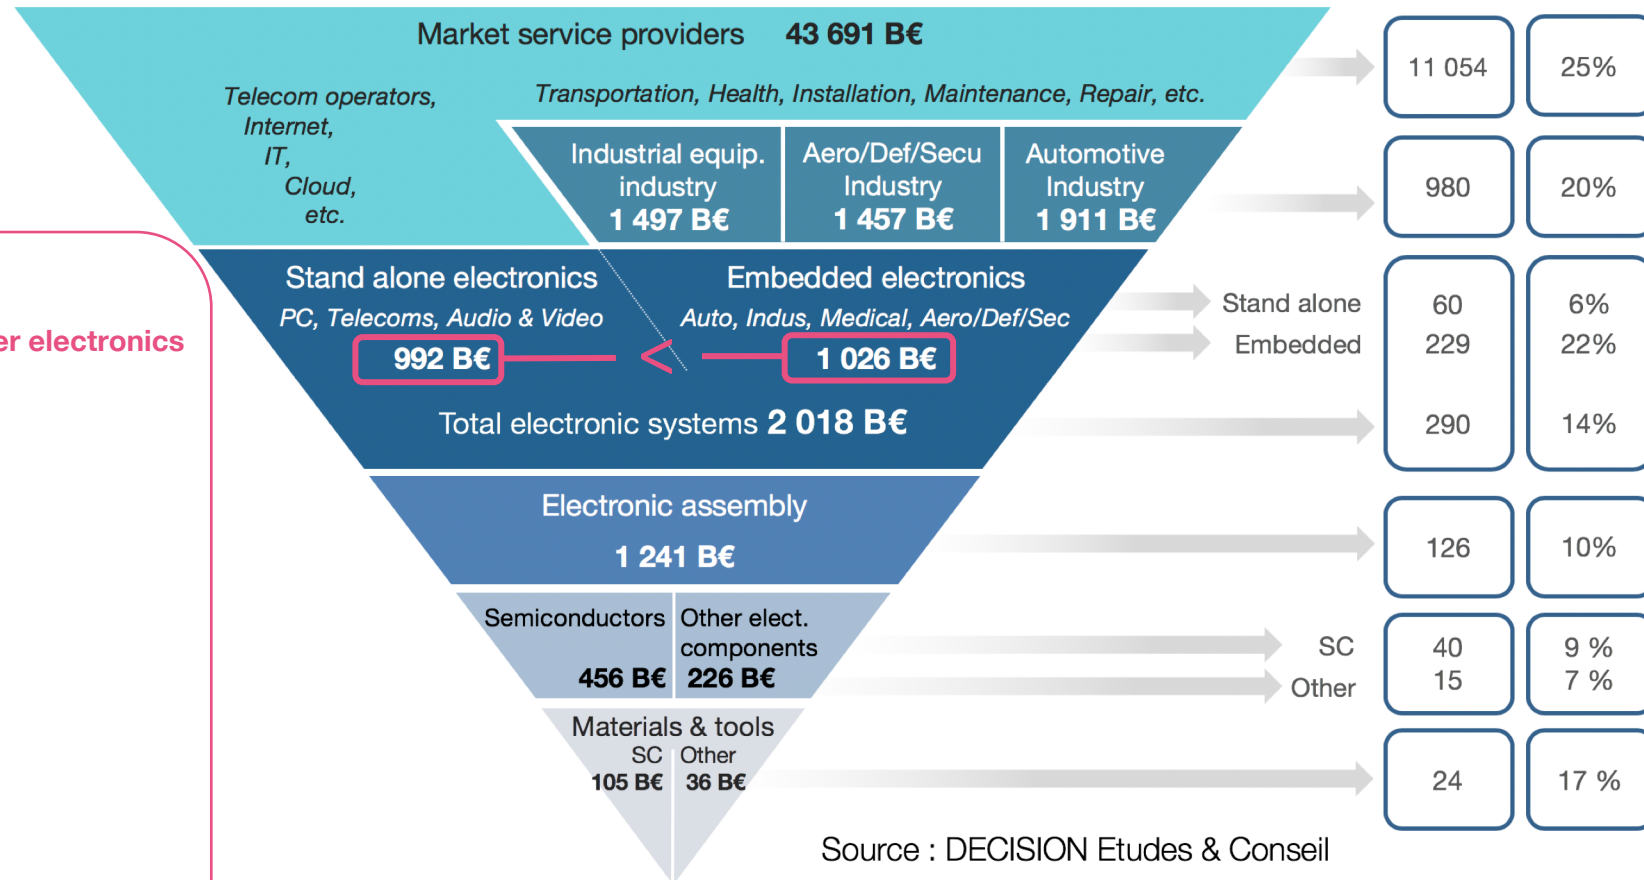 Market service providers 43 691 B€
Telecom operators,
Internet,
IT,
Cloud,
etc.
Transportation, Health, Installation, Maintenance, Repair, etc.
11 054 25%
Industrial equip.
industry
1 497 B€
Aero/Def/Secu
Industry
1 457 B€
Automotive
Industry
1 911 B€
980 20%
er electronics
Stand alone electronics
PC, Telecoms, Audio & Video
992 B€
<
Embedded electronics
Auto, Indus, Medical, Aero/Def/Sec
1 026 B€
Total electronic systems 2 018 B€
Stand alone 60 6%
Embedded 229 22%
290 14%
Electronic assembly
1 241 B€
126 10%
Semiconductors
456 B€
Other elect.
components
226 B€
SC 40 9 %
Other 15 7 %
Materials & tools
SC Other
105 B€ 36 B€
24 17 %
Source : DECISION Etudes & Conseil